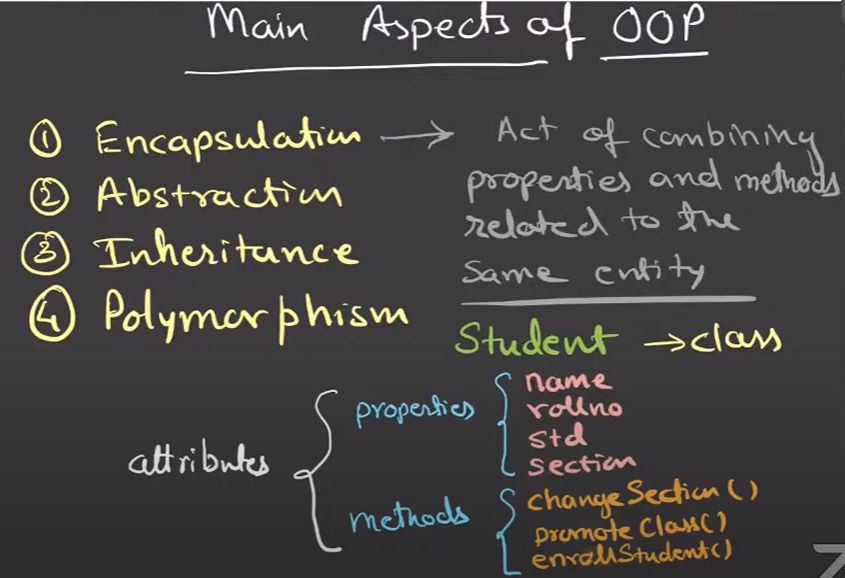 Main Aspects of OOP
① Encapsulation → Act of combining
properties and methods
related to the
same entity
② Abstraction
③ Inheritance
④ Polymorphism
Student → class
attributes
properties
name
rollno
std
section
methods
changeSection()
promoteClass()
enrollStudent()